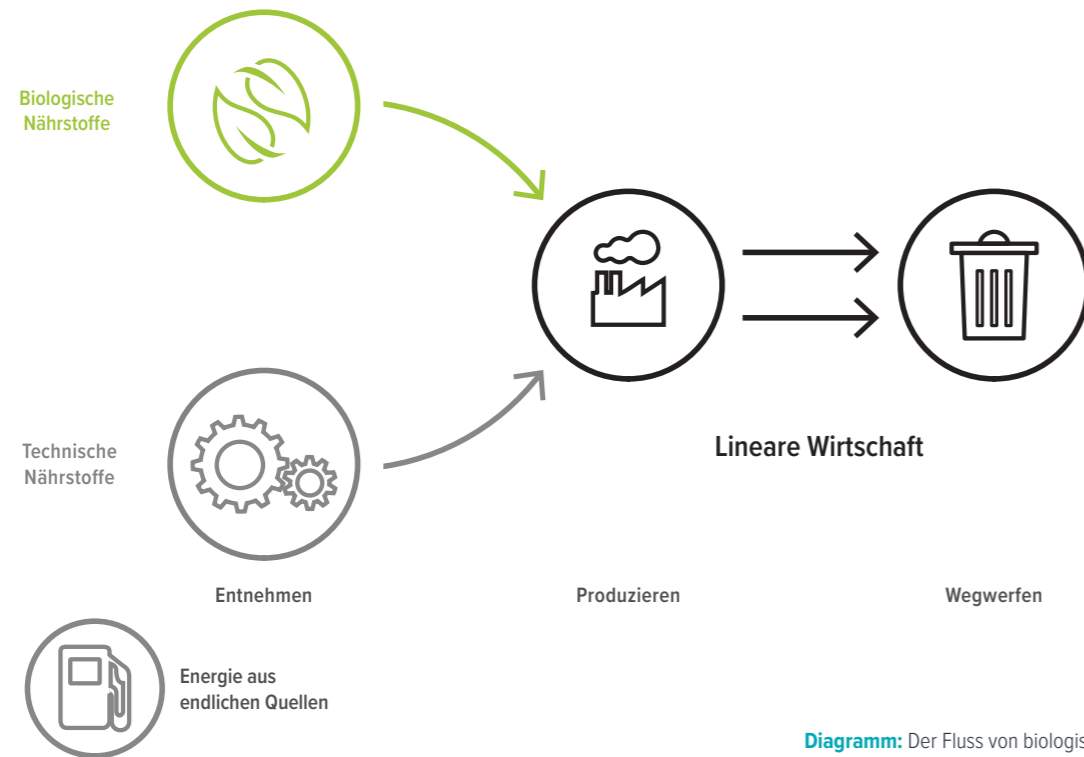 Biologische
Nährstoffe
Technische
Nährstoffe
Lineare Wirtschaft
Entnehmen
Produzieren
Wegwerfen
Energie aus
endlichen Quellen
Diagramm: Der Fluss von